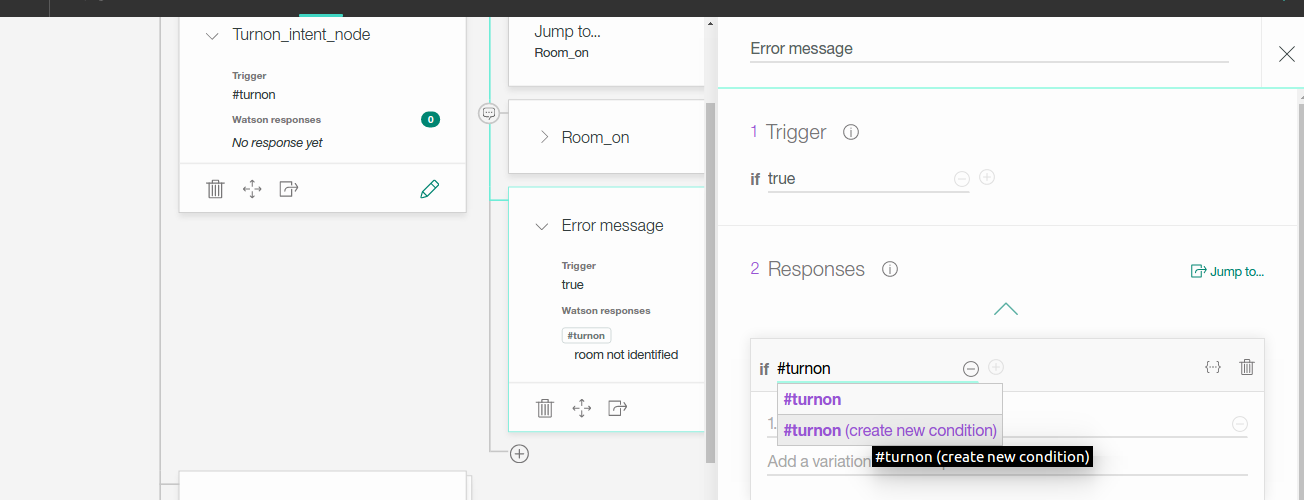 Turnon_intent_node
Trigger
#turnon
Watson responses
0
No response yet
Jump to...
Room_on
Room_on
Error message
Trigger
true
Watson responses
#turnon
room not identified
Error message
1 Trigger
if true
2 Responses
Jump to...
if #turnon
#turnon
1.
#turnon (create new condition)
Add a variation
#turnon (create new condition)